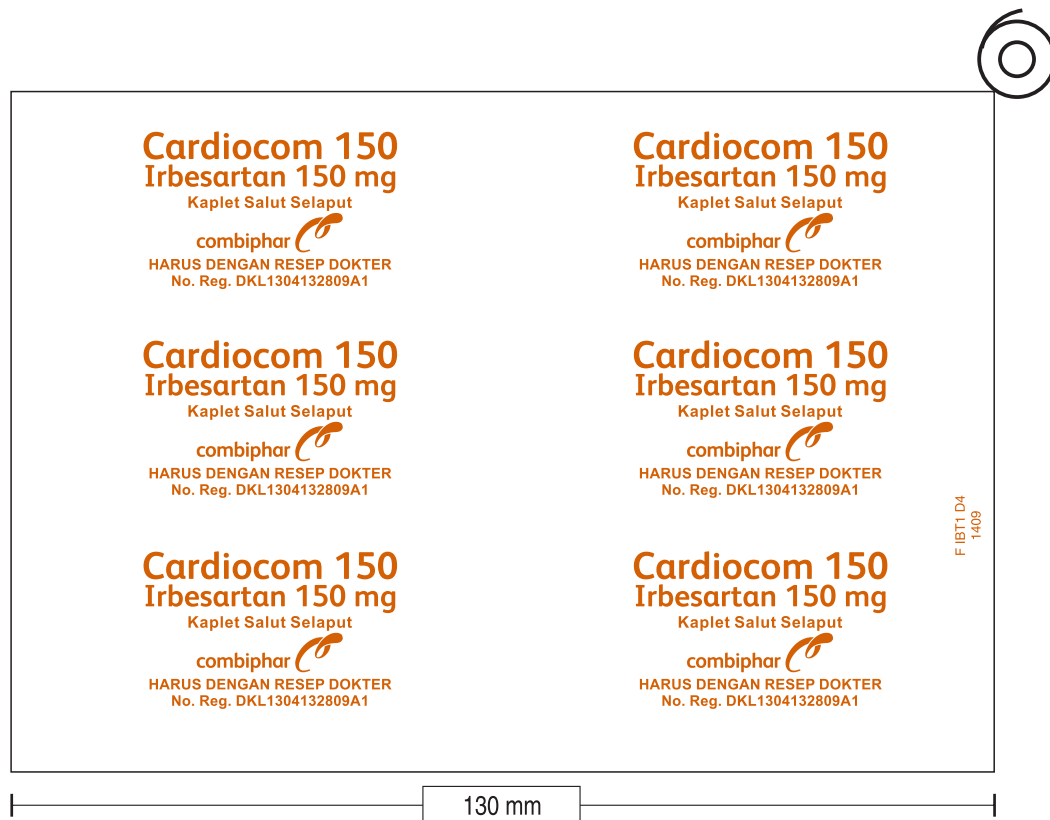 Cardiocom 150
Irbesartan 150 mg
Kaplet Salut Selaput
combiphar
HARUS DENGAN RESEP DOKTER
No. Reg. DKL1304132809A1
Cardiocom 150
Irbesartan 150 mg
Kaplet Salut Selaput
combiphar
HARUS DENGAN RESEP DOKTER
No. Reg. DKL1304132809A1
Cardiocom 150
Irbesartan 150 mg
Kaplet Salut Selaput
combiphar
HARUS DENGAN RESEP DOKTER
No. Reg. DKL1304132809A1
Cardiocom 150
Irbesartan 150 mg
Kaplet Salut Selaput
combiphar
HARUS DENGAN RESEP DOKTER
No. Reg. DKL1304132809A1
Cardiocom 150
Irbesartan 150 mg
Kaplet Salut Selaput
combiphar
HARUS DENGAN RESEP DOKTER
No. Reg. DKL1304132809A1
Cardiocom 150
Irbesartan 150 mg
Kaplet Salut Selaput
combiphar
HARUS DENGAN RESEP DOKTER
No. Reg. DKL1304132809A1
F IBT1 D4
1409
130 mm